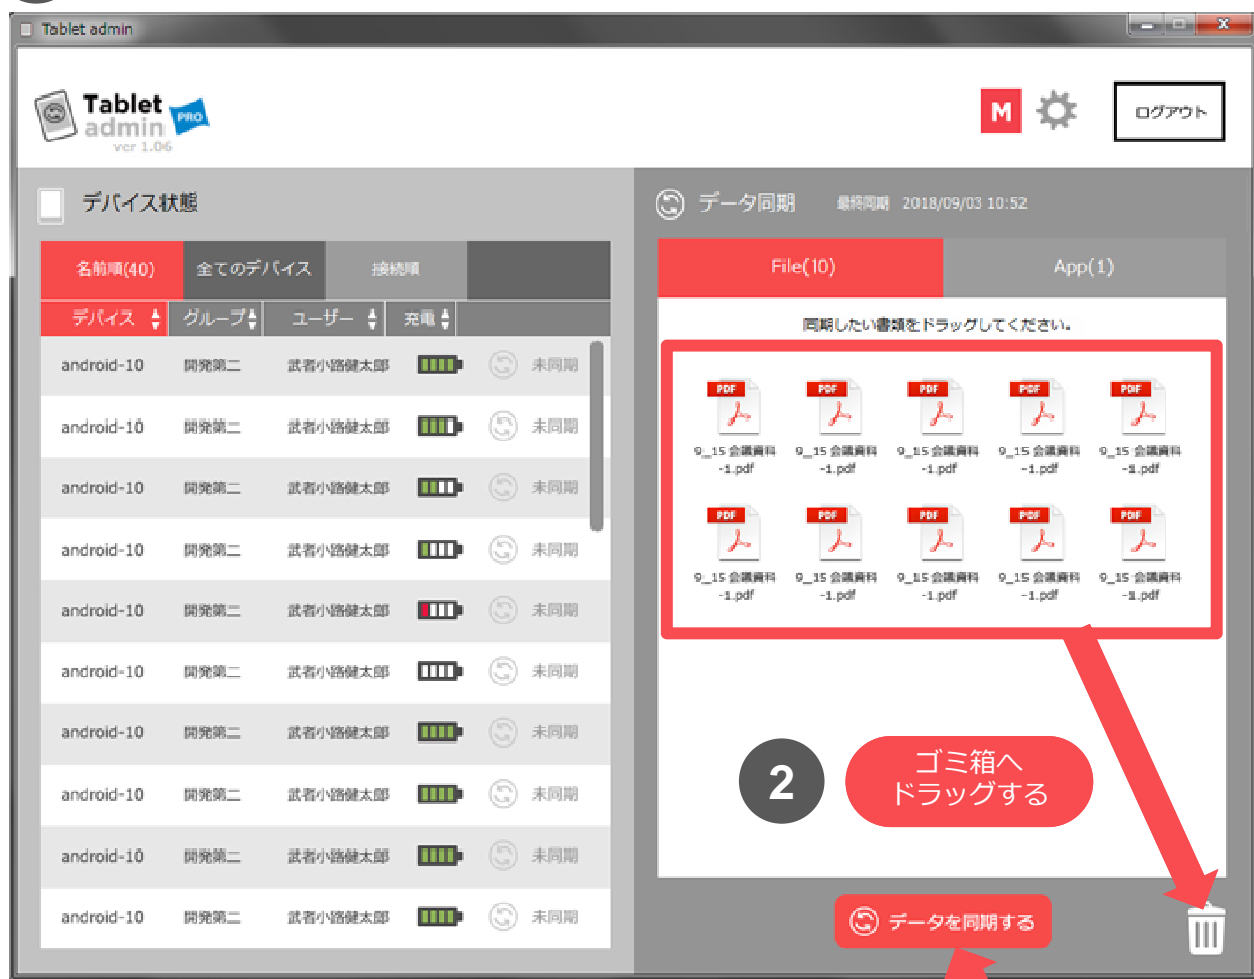 Tablet admin
Tablet
admin
PRO
ver 1.06
M
ログアウト
デバイス状態
名前順(40) 全てのデバイス 接続順
デバイス グループ ユーザー 充電
android-10 開発第二 武者小路健太郎 未同期
android-10 開発第二 武者小路健太郎 未同期
android-10 開発第二 武者小路健太郎 未同期
android-10 開発第二 武者小路健太郎 未同期
android-10 開発第二 武者小路健太郎 未同期
android-10 開発第二 武者小路健太郎 未同期
android-10 開発第二 武者小路健太郎 未同期
android-10 開発第二 武者小路健太郎 未同期
android-10 開発第二 武者小路健太郎 未同期
android-10 開発第二 武者小路健太郎 未同期
データ同期 最終同期 2018/09/03 10:52
File(10) App(1)
同期したい書類をドラッグしてください。
PDF PDF PDF PDF PDF
9_15 会議資料 9_15 会議資料 9_15 会議資料 9_15 会議資料 9_15 会議資料
-1.pdf -1.pdf -1.pdf -1.pdf -1.pdf
PDF PDF PDF PDF PDF
9_15 会議資料 9_15 会議資料 9_15 会議資料 9_15 会議資料 9_15 会議資料
-1.pdf -1.pdf -1.pdf -1.pdf -1.pdf
2
ゴミ箱へ
ドラッグする
データを同期する